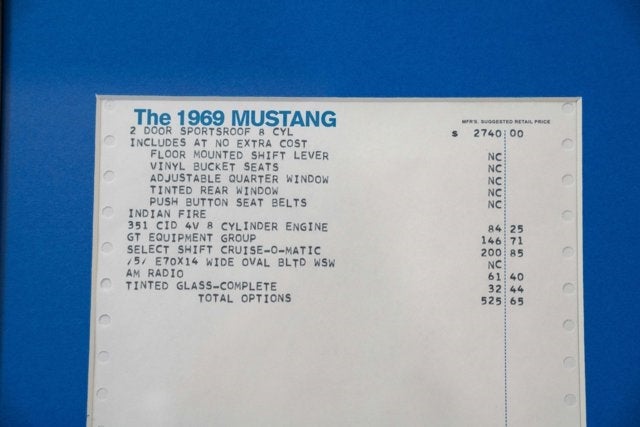 The 1969 MUSTANG MFR'S. SUGGESTED RETAIL PRICE
2 DOOR SPORTSROOF 8 CYL $ 2740 00
INCLUDES AT NO EXTRA COST
FLOOR MOUNTED SHIFT LEVER NC
VINYL BUCKET SEATS NC
ADJUSTABLE QUARTER WINDOW NC
TINTED REAR WINDOW NC
PUSH BUTTON SEAT BELTS NC
INDIAN FIRE
351 CID 4V 8 CYLINDER ENGINE 84 25
GT EQUIPMENT GROUP 146 71
SELECT SHIFT CRUISE-O-MATIC 200 85
/5/ E70X14 WIDE OVAL BLTD WSW NC
AM RADIO 61 40
TINTED GLASS-COMPLETE 32 44
TOTAL OPTIONS 525 65